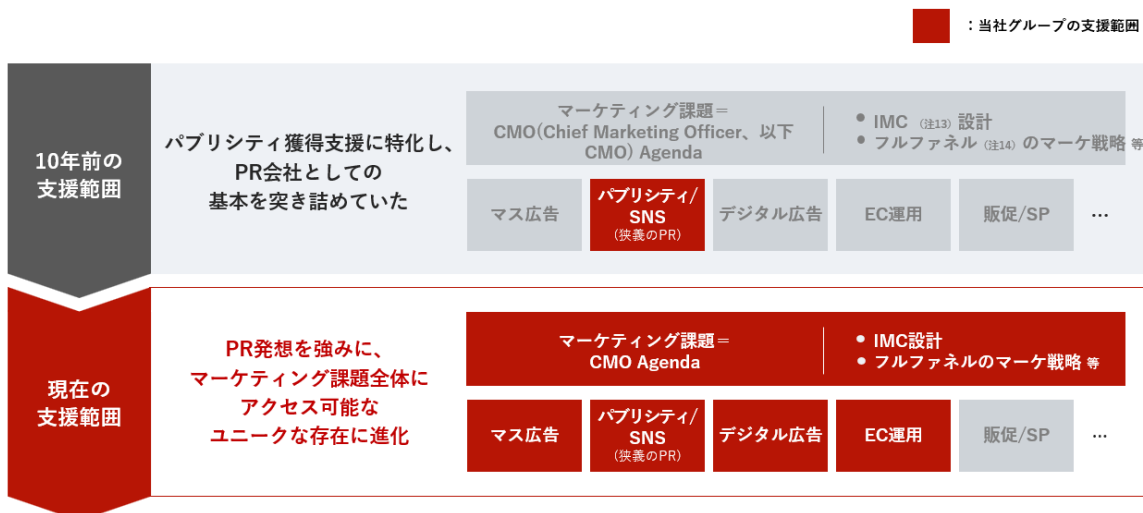 ：当社グループの支援範囲
10年前の
支援範囲
パブリシティ獲得支援に特化し、
PR会社としての
基本を突き詰めていた
マーケティング課題＝
CMO(Chief Marketing Officer、以下
CMO) Agenda
● IMC （注13）設計
● フルファネル（注14）のマーケ戦略 等
マス広告
パブリシティ/
SNS
（狭義のPR）
デジタル広告
EC運用
販促/SP
…
現在の
支援範囲
PR発想を強みに、
マーケティング課題全体に
アクセス可能な
ユニークな存在に進化
マーケティング課題＝
CMO Agenda
● IMC設計
● フルファネルのマーケ戦略 等
マス広告
パブリシティ/
SNS
（狭義のPR）
デジタル広告
EC運用
販促/SP
…